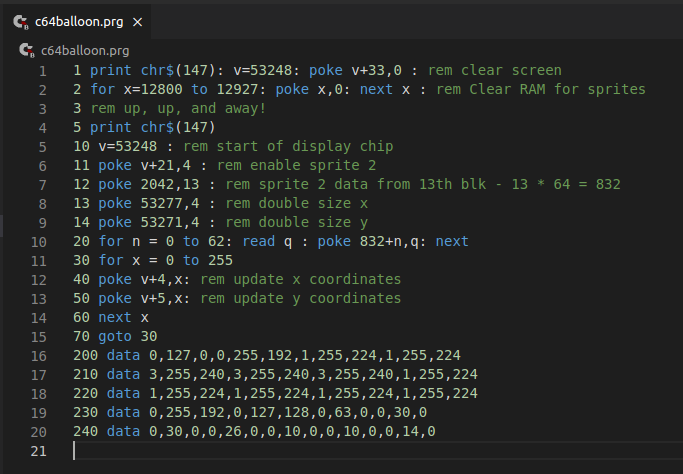 c64balloon.prg ×
c64balloon.prg
1 1 print chr$(147): v=53248: poke v+33,0 : rem clear screen
2 2 for x=12800 to 12927: poke x,0: next x : rem Clear RAM for sprites
3 3 rem up, up, and away!
4 5 print chr$(147)
5 10 v=53248 : rem start of display chip
6 11 poke v+21,4 : rem enable sprite 2
7 12 poke 2042,13 : rem sprite 2 data from 13th blk - 13 * 64 = 832
8 13 poke 53277,4 : rem double size x
9 14 poke 53271,4 : rem double size y
10 20 for n = 0 to 62: read q : poke 832+n,q: next
11 30 for x = 0 to 255
12 40 poke v+4,x: rem update x coordinates
13 50 poke v+5,x: rem update y coordinates
14 60 next x
15 70 goto 30
16 200 data 0,127,0,0,255,192,1,255,224,1,255,224
17 210 data 3,255,240,3,255,240,3,255,240,1,255,224
18 220 data 1,255,224,1,255,224,1,255,224,1,255,224
19 230 data 0,255,192,0,127,128,0,63,0,0,30,0
20 240 data 0,30,0,0,26,0,0,10,0,0,10,0,0,14,0
21